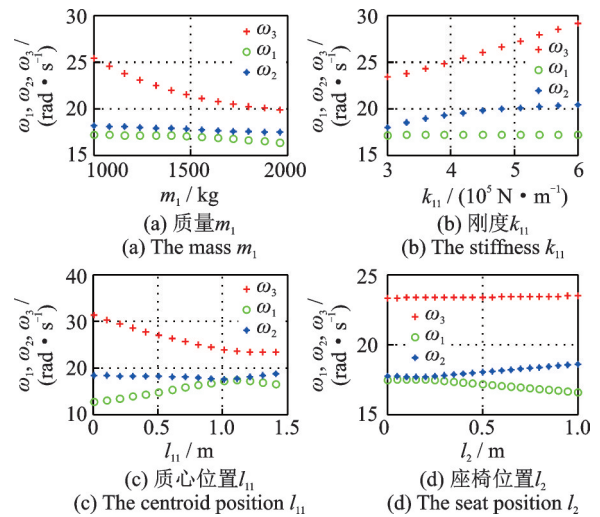 30
25
20
15
ω₁, ω₂, ω₃ /
(rad · s⁻¹)
ω₃
ω₁
ω₂
1000 1500 2000
m₁ / kg
(a) 质量m₁
(a) The mass m₁
30
25
20
15
ω₁, ω₂, ω₃ /
(rad · s⁻¹)
ω₃
ω₁
ω₂
3 4 5 6
k₁₁ / (10⁵ N · m⁻¹)
(b) 刚度k₁₁
(b) The stiffness k₁₁
40
30
20
10
ω₁, ω₂, ω₃ /
(rad · s⁻¹)
ω₃
ω₁
ω₂
0 0.5 1.0 1.5
l₁₁ / m
(c) 质心位置l₁₁
(c) The centroid position l₁₁
25
20
15
ω₁, ω₂, ω₃ /
(rad · s⁻¹)
ω₃
ω₁
ω₂
0 0.5 1.0
l₂ / m
(d) 座椅位置l₂
(d) The seat position l₂